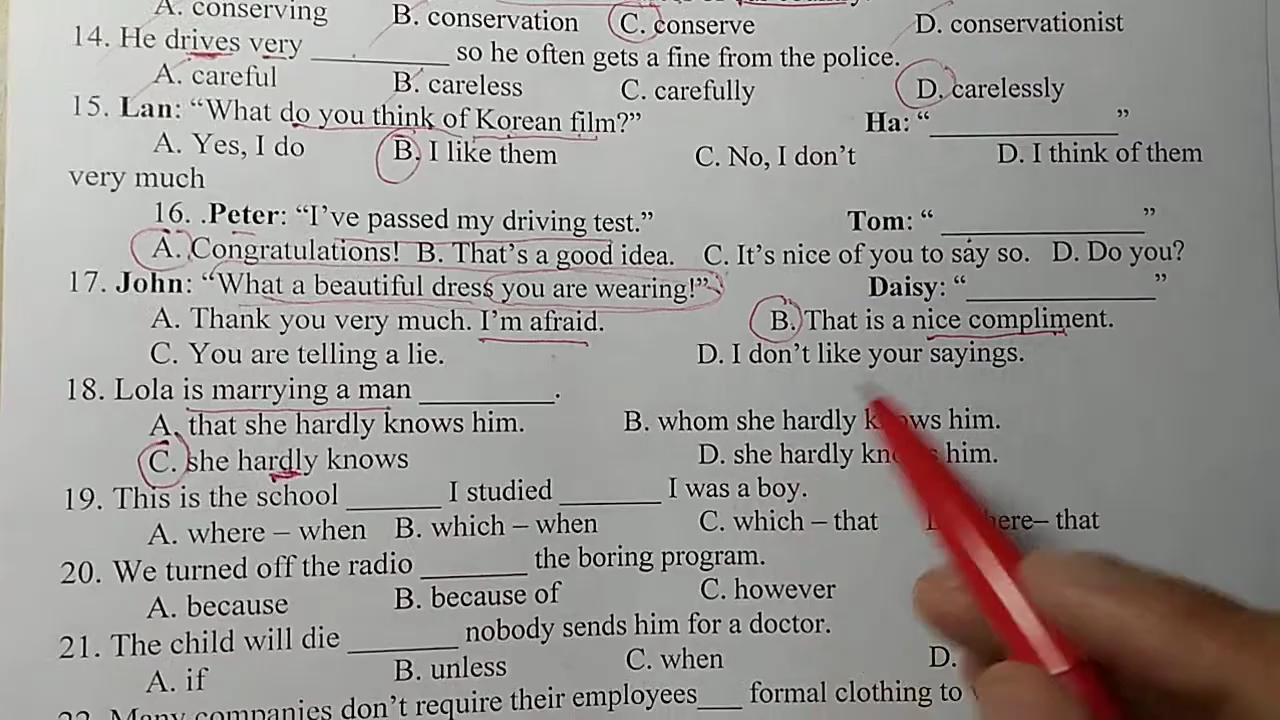 A. conserving B. conservation C. conserve D. conservationist
14. He drives very __________ so he often gets a fine from the police.
A. careful B. careless C. carefully D. carelessly
15. Lan: “What do you think of Korean film?” Ha: “______________”
A. Yes, I do B. I like them C. No, I don’t D. I think of them
very much
16. .Peter: “I’ve passed my driving test.” Tom: “_______________”
A. Congratulations! B. That’s a good idea. C. It’s nice of you to say so. D. Do you?
17. John: “What a beautiful dress you are wearing!” Daisy: “______________”
A. Thank you very much. I’m afraid. B. That is a nice compliment.
C. You are telling a lie. D. I don’t like your sayings.
18. Lola is marrying a man __________.
A. that she hardly knows him. B. whom she hardly knows him.
C. she hardly knows D. she hardly him.
19. This is the school _______ I studied ________ I was a boy.
A. where – when B. which – when C. which – that – that
20. We turned off the radio ________ the boring program.
A. because B. because of C. however
21. The child will die ________ nobody sends him for a doctor.
A. if B. unless C. when D.
22. Many companies don’t require their employees___ formal clothing to